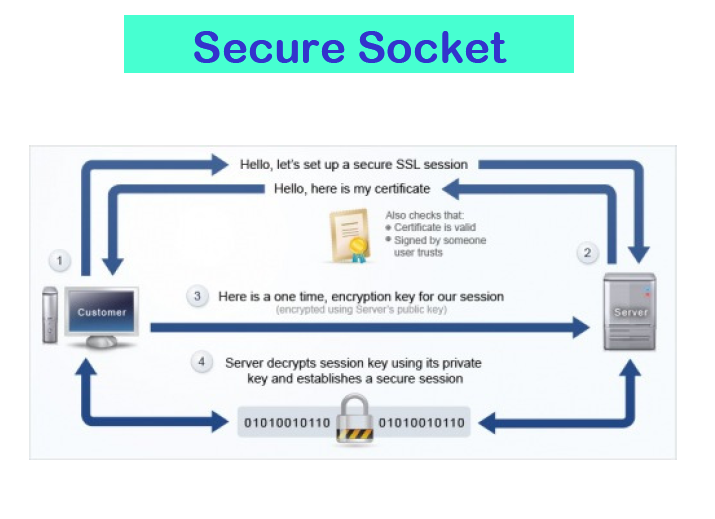 Secure Socket
Hello, let's set up a secure SSL session
Hello, here is my certificate
Also checks that:
Certificate is valid
Signed by someone
user trusts
1
2
3 Here is a one time, encryption key for our session
(encrypted using Server's public key)
Customer
Server
4 Server decrypts session key using its private
key and establishes a secure session
01010010110 01010010110